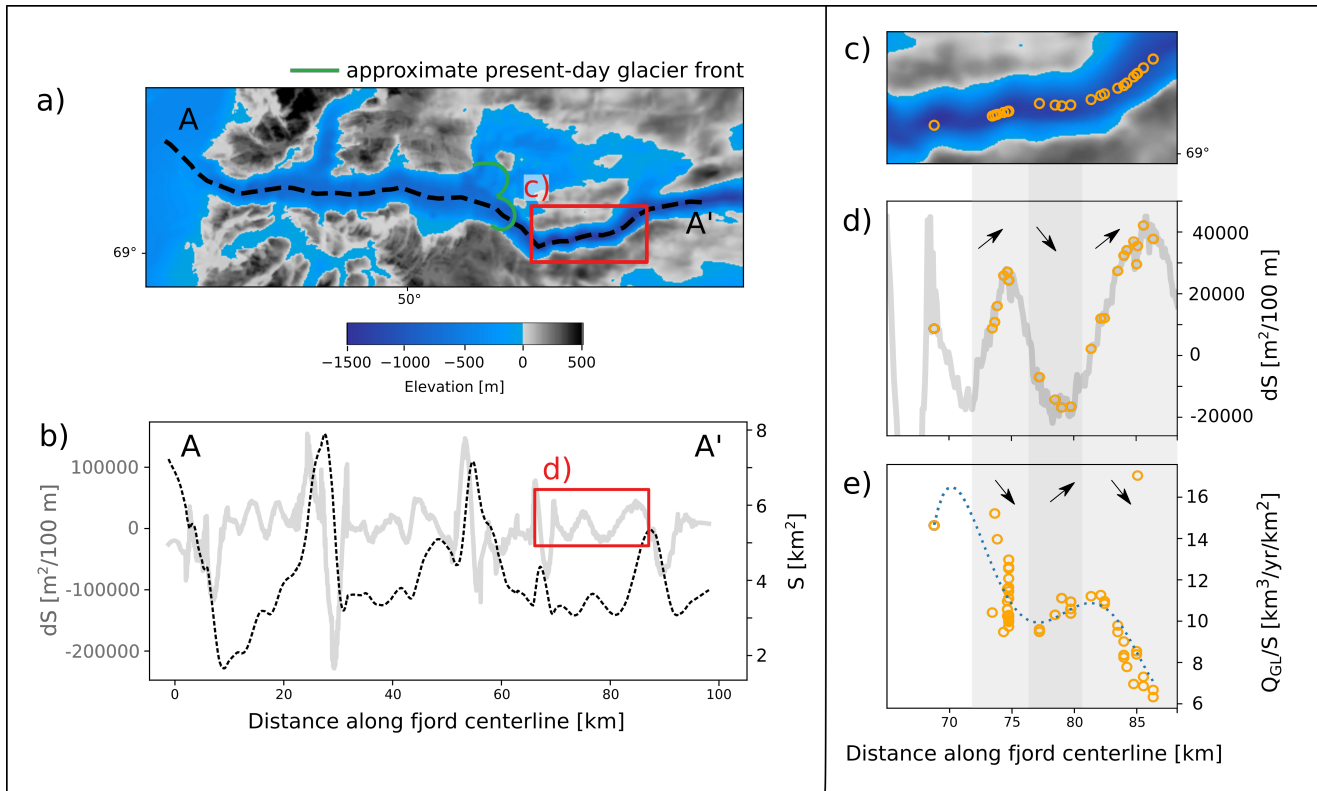 approximate present-day glacier front
a)
A
c)
A'
69°
50°
−1500 −1000 −500 0 500
Elevation [m]
b)
A
A'
d)
100000
0
-100000
-200000
dS [m²/100 m]
8
6
4
2
S [km²]
0 20 40 60 80 100
Distance along fjord centerline [km]
c)
69°
d)
40000
20000
0
-20000
dS [m²/100 m]
e)
16
14
12
10
8
6
Q_GL/S [km³/yr/km²]
70 75 80 85
Distance along fjord centerline [km]